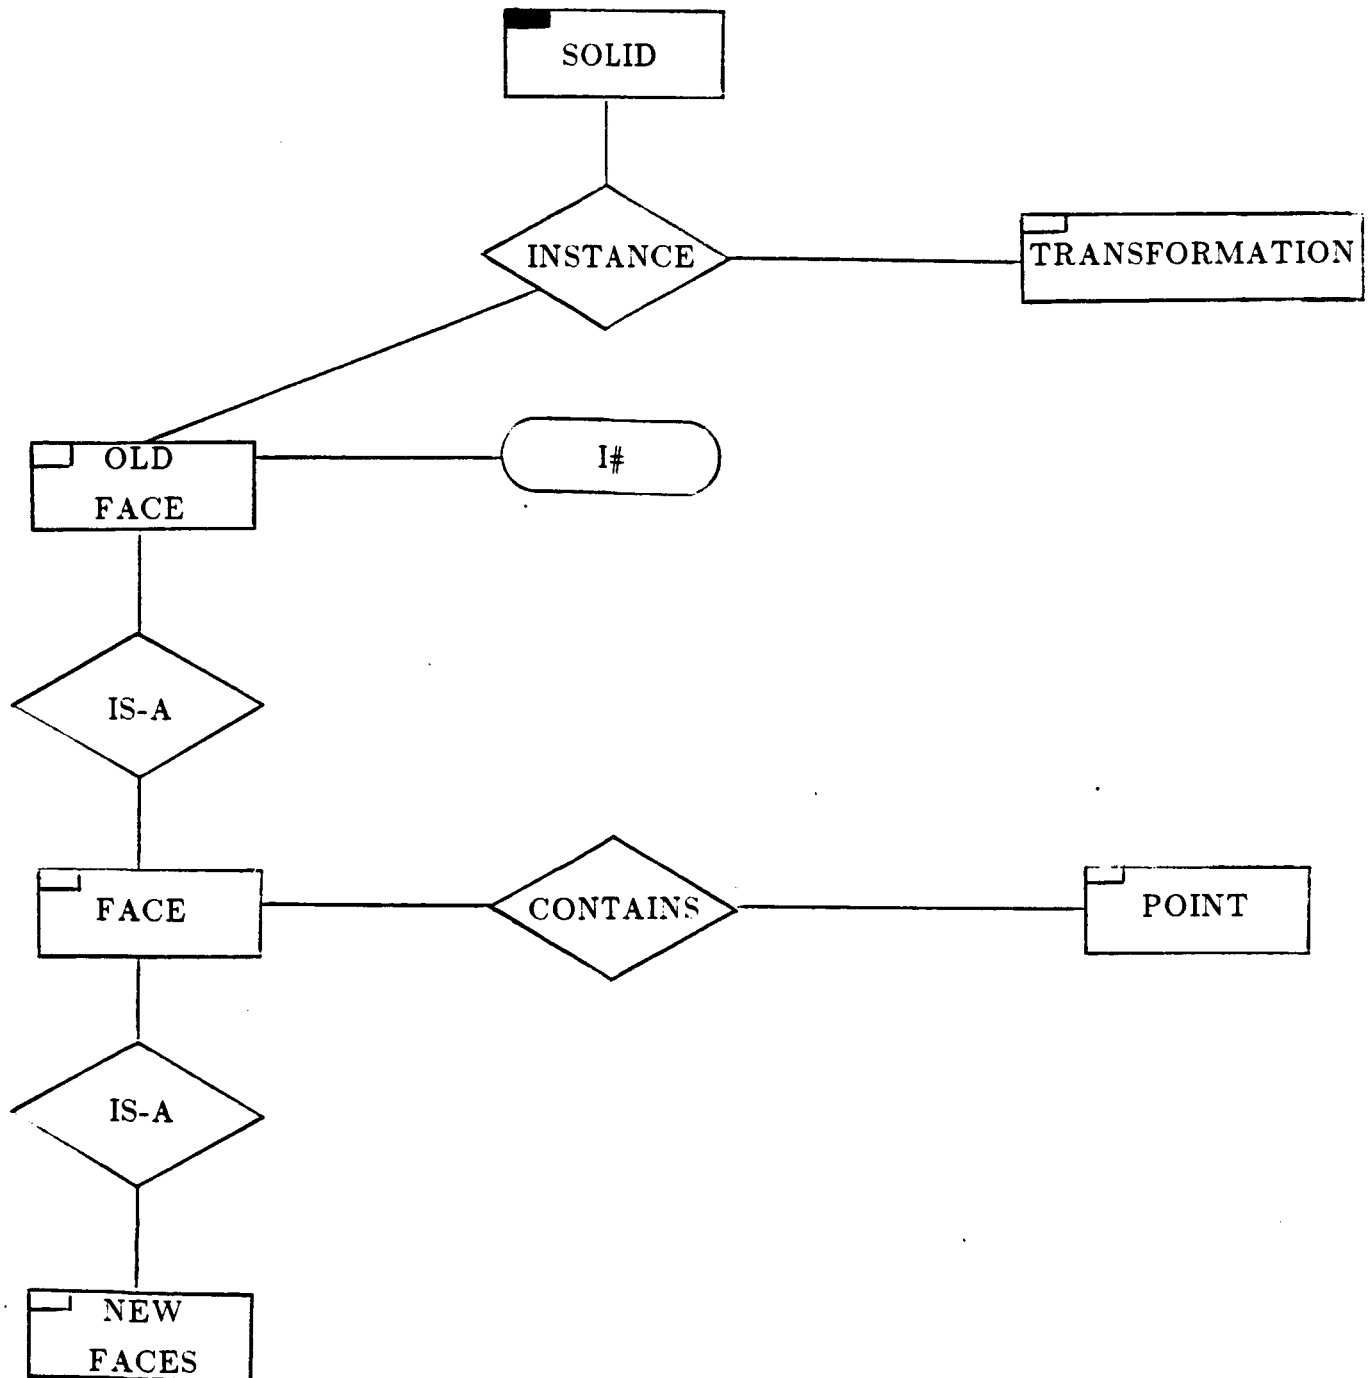 SOLID
INSTANCE
TRANSFORMATION
OLD
FACE
I#
IS-A
FACE
CONTAINS
POINT
IS-A
NEW
FACES